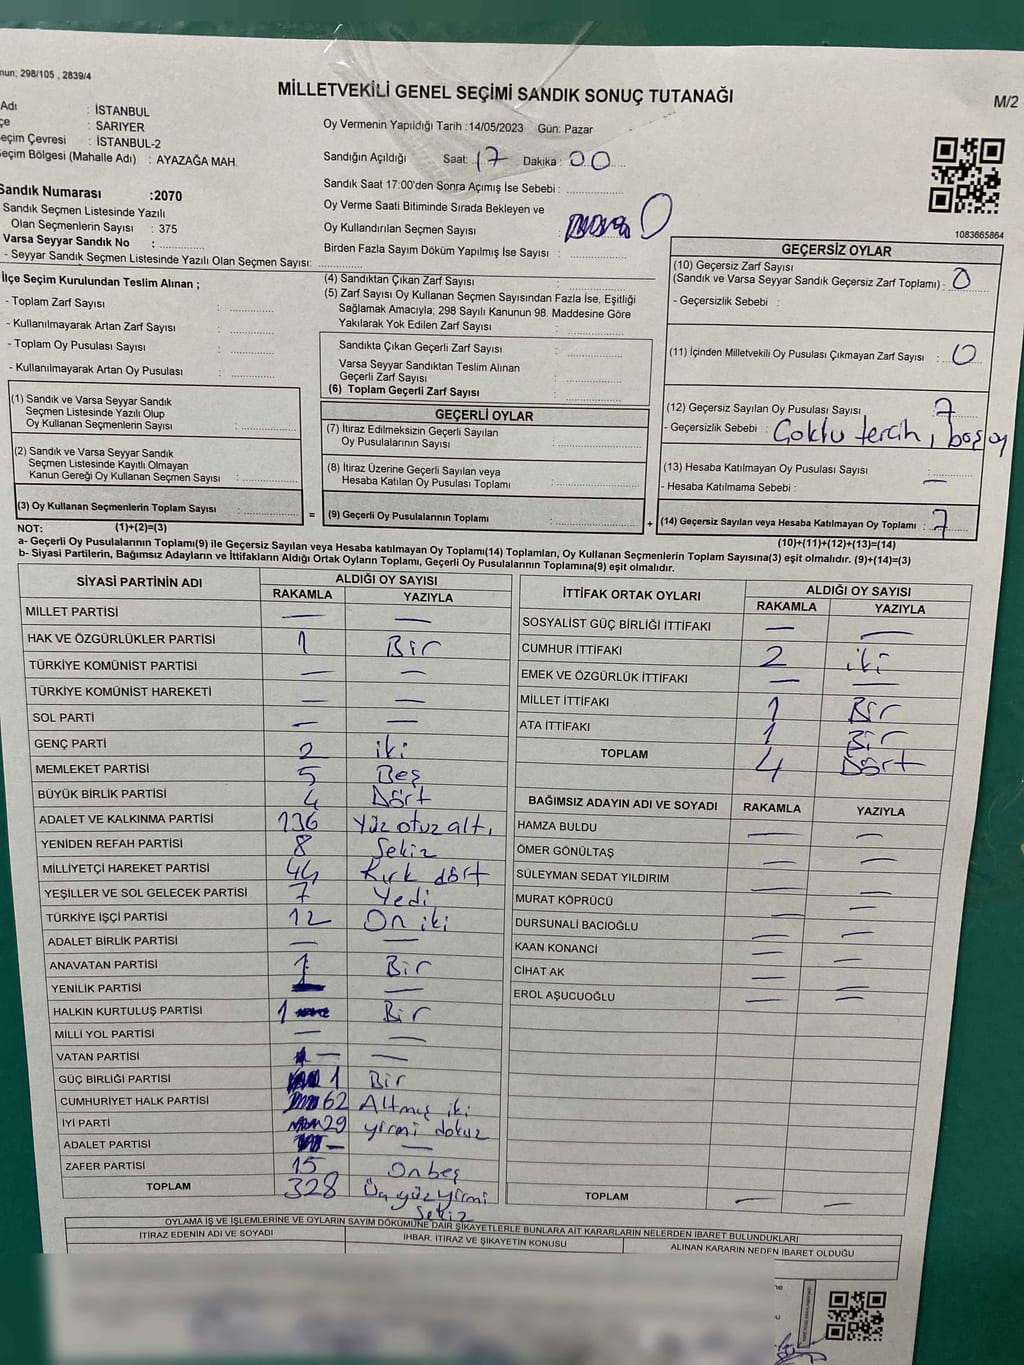 298/105 , 2839/4
MİLLETVEKİLİ GENEL SEÇİMİ SANDIK SONUÇ TUTANAĞI
M/2
Adı : İSTANBUL
: SARIYER
eçim Çevresi : İSTANBUL-2
eçim Bölgesi (Mahalle Adı) : AYAZAĞA MAH.
Sandık Numarası :2070
Sandık Seçmen Listesinde Yazılı
Olan Seçmenlerin Sayısı : 375
Varsa Seyyar Sandık No :
- Seyyar Sandık Seçmen Listesinde Yazılı Olan Seçmen Sayısı:
Oy Vermenin Yapıldığı Tarih :14/05/2023 Gün: Pazar
Sandığın Açıldığı Saat: 17 Dakika : 00
Sandık Saat 17:00'den Sonra Açımış İse Sebebi :
Oy Verme Saati Bitiminde Sırada Bekleyen ve
Oy Kullandırılan Seçmen Sayısı : 0
Birden Fazla Sayım Döküm Yapılmış İse Sayısı :
1083665864
İlçe Seçim Kurulundan Teslim Alınan ;
- Toplam Zarf Sayısı :
- Kullanılmayarak Artan Zarf Sayısı :
- Toplam Oy Pusulası Sayısı :
- Kullanılmayarak Artan Oy Pusulası :
(1) Sandık ve Varsa Seyyar Sandık
Seçmen Listesinde Yazılı Olup
Oy Kullanan Seçmenlerin Sayısı :
(2) Sandık ve Varsa Seyyar Sandık
Seçmen Listesinde Kayıtlı Olmayan
Kanun Gereği Oy Kullanan Seçmen Sayısı :
(3) Oy Kullanan Seçmenlerin Toplam Sayısı :
(4) Sandıktan Çıkan Zarf Sayısı :
(5) Zarf Sayısı Oy Kullanan Seçmen Sayısından Fazla İse, Eşitliği
Sağlamak Amacıyla; 298 Sayılı Kanunun 98. Maddesine Göre
Yakılarak Yok Edilen Zarf Sayısı :
Sandıkta Çıkan Geçerli Zarf Sayısı :
Varsa Seyyar Sandıktan Teslim Alınan
Geçerli Zarf Sayısı :
(6) Toplam Geçerli Zarf Sayısı :
GEÇERLİ OYLAR
(7) İtiraz Edilmeksizin Geçerli Sayılan
Oy Pusulalarının Sayısı :
(8) İtiraz Üzerine Geçerli Sayılan veya
Hesaba Katılan Oy Pusulası Toplamı :
= (9) Geçerli Oy Pusulalarının Toplamı : +
GEÇERSİZ OYLAR
(10) Geçersiz Zarf Sayısı
(Sandık ve Varsa Seyyar Sandık Geçersiz Zarf Toplamı) : 0
- Geçersizlik Sebebi :
(11) İçinden Milletvekili Oy Pusulası Çıkmayan Zarf Sayısı : 0
(12) Geçersiz Sayılan Oy Pusulası Sayısı : 7
- Geçersizlik Sebebi : Çoklu tercih, boş oy
(13) Hesaba Katılmayan Oy Pusulası Sayısı :
- Hesaba Katılmama Sebebi : —
(14) Geçersiz Sayılan veya Hesaba Katılmayan Oy Toplamı : 7
NOT: (1)+(2)=(3) (10)+(11)+(12)+(13)=(14)
a- Geçerli Oy Pusulalarının Toplamı(9) ile Geçersiz Sayılan veya Hesaba katılmayan Oy Toplamı(14) Toplamları, Oy Kullanan Seçmenlerin Toplam Sayısına(3) eşit olmalıdır. (9)+(14)=(3)
b- Siyasi Partilerin, Bağımsız Adayların ve İttifakların Aldığı Ortak Oyların Toplamı, Geçerli Oy Pusulalarının Toplamına(9) eşit olmalıdır.
SİYASİ PARTİNİN ADI ALDIĞI OY SAYISI
RAKAMLA YAZIYLA
MİLLET PARTİSİ — —
HAK VE ÖZGÜRLÜKLER PARTİSİ 1 Bir
TÜRKİYE KOMÜNİST PARTİSİ — —
TÜRKİYE KOMÜNİST HAREKETİ — —
SOL PARTİ — —
GENÇ PARTİ 2 iki
MEMLEKET PARTİSİ 5 Beş
BÜYÜK BİRLİK PARTİSİ 4 Dört
ADALET VE KALKINMA PARTİSİ 136 Yüz otuz altı
YENİDEN REFAH PARTİSİ 8 Sekiz
MİLLİYETÇİ HAREKET PARTİSİ 44 Kırk dört
YEŞİLLER VE SOL GELECEK PARTİSİ 7 Yedi
TÜRKİYE İŞÇİ PARTİSİ 12 On iki
ADALET BİRLİK PARTİSİ — —
ANAVATAN PARTİSİ 1 Bir
YENİLİK PARTİSİ — —
HALKIN KURTULUŞ PARTİSİ 1 Bir
MİLLİ YOL PARTİSİ — —
VATAN PARTİSİ — —
GÜÇ BİRLİĞİ PARTİSİ 1 Bir
CUMHURİYET HALK PARTİSİ 62 Altmış iki
İYİ PARTİ 29 yirmi dokuz
ADALET PARTİSİ — —
ZAFER PARTİSİ 15 Onbeş
TOPLAM 328 Üçyüzyirmi
Sekiz
İTTİFAK ORTAK OYLARI ALDIĞI OY SAYISI
RAKAMLA YAZIYLA
SOSYALİST GÜÇ BİRLİĞİ İTTİFAKI — —
CUMHUR İTTİFAKI 2 iki
EMEK VE ÖZGÜRLÜK İTTİFAKI — —
MİLLET İTTİFAKI 1 Bir
ATA İTTİFAKI 1 Bir
TOPLAM 4 Dört
BAĞIMSIZ ADAYIN ADI VE SOYADI RAKAMLA YAZIYLA
HAMZA BULDU — —
ÖMER GÖNÜLTAŞ — —
SÜLEYMAN SEDAT YILDIRIM — —
MURAT KÖPRÜCÜ — —
DURSUNALİ BACIOĞLU — —
KAAN KONANCI — —
CİHAT AK — —
EROL AŞUCUOĞLU — —
TOPLAM — —
OYLAMA İŞ VE İŞLEMLERİNE VE OYLARIN SAYIM DÖKÜMÜNE DAİR ŞİKAYETLERLE BUNLARA AİT KARARLARIN NELERDEN İBARET BULUNDUKLARI
İTİRAZ EDENİN ADI VE SOYADI İHBAR, İTİRAZ VE ŞİKAYETİN KONUSU ALINAN KARARIN NEDEN İBARET OLDUĞU